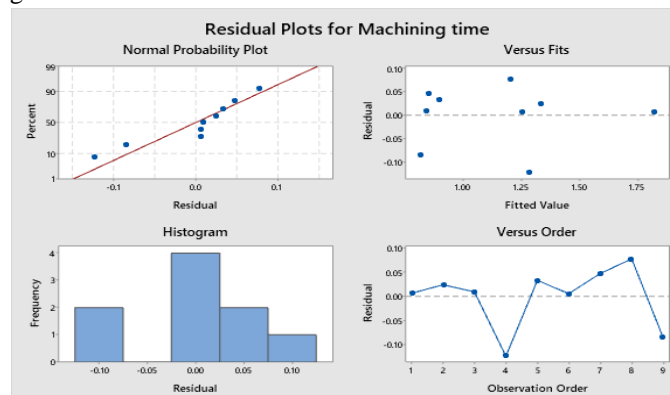 Residual Plots for Machining time
Normal Probability Plot
99
90
50
10
1
Percent
-0.1
0.0
0.1
Residual
Versus Fits
0.10
0.05
0.00
-0.05
-0.10
Residual
1.00
1.25
1.50
1.75
Fitted Value
Histogram
4
3
2
1
0
Frequency
-0.10
-0.05
0.00
0.05
0.10
Residual
Versus Order
0.10
0.05
0.00
-0.05
-0.10
Residual
1 2 3 4 5 6 7 8 9
Observation Order